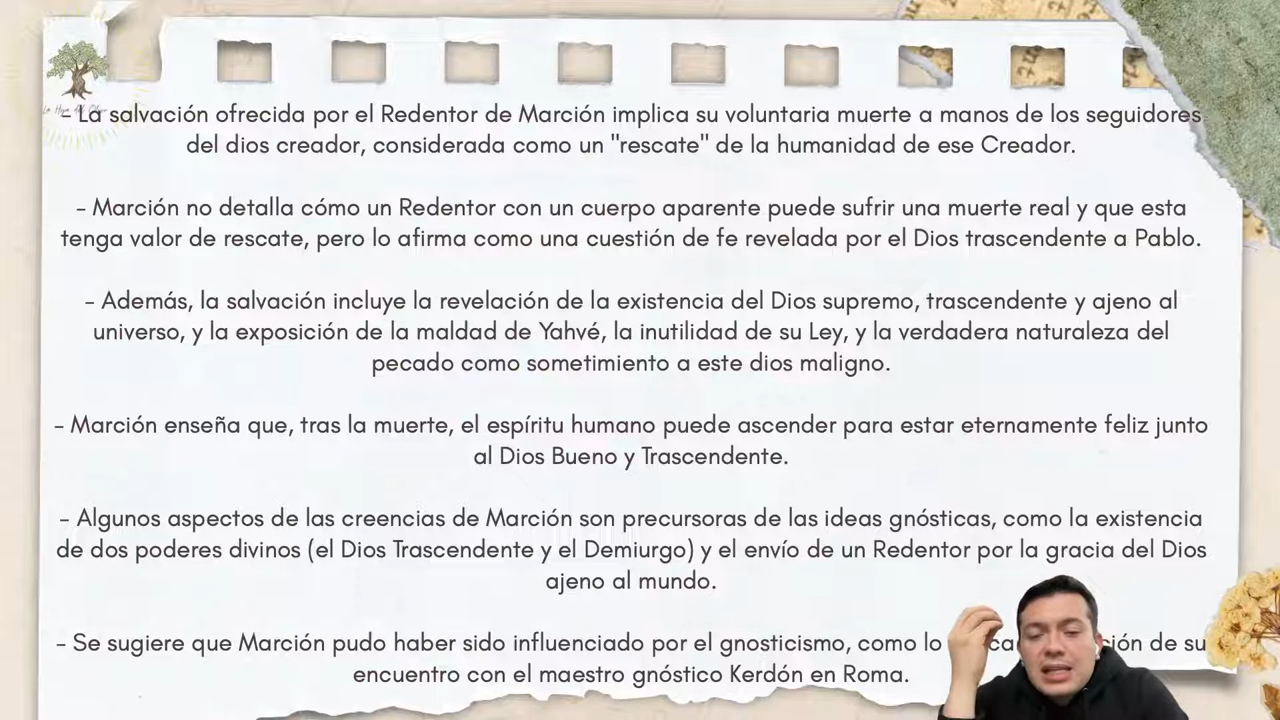 - La salvación ofrecida por el Redentor de Marción implica su voluntaria muerte a manos de los seguidores
del dios creador, considerada como un "rescate" de la humanidad de ese Creador.
- Marción no detalla cómo un Redentor con un cuerpo aparente puede sufrir una muerte real y que esta
tenga valor de rescate, pero lo afirma como una cuestión de fe revelada por el Dios trascendente a Pablo.
- Además, la salvación incluye la revelación de la existencia del Dios supremo, trascendente y ajeno al
universo, y la exposición de la maldad de Yahvé, la inutilidad de su Ley, y la verdadera naturaleza del
pecado como sometimiento a este dios maligno.
- Marción enseña que, tras la muerte, el espíritu humano puede ascender para estar eternamente feliz junto
al Dios Bueno y Trascendente.
- Algunos aspectos de las creencias de Marción son precursoras de las ideas gnósticas, como la existencia
de dos poderes divinos (el Dios Trascendente y el Demiurgo) y el envío de un Redentor por la gracia del Dios
ajeno al mundo.
- Se sugiere que Marción pudo haber sido influenciado por el gnosticismo, como lo de su
encuentro con el maestro gnóstico Kerdón en Roma.